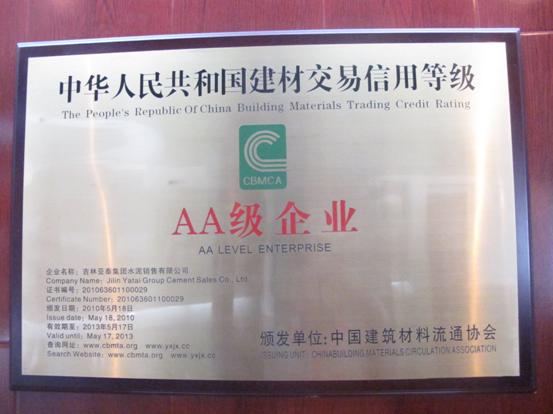 中华人民共和国建材交易信用等级
The People's Republic Of China Building Materials Trading Credit Rating
CBMCA
AA级企业
AA LEVEL ENTERPRISE
企业名称：吉林亚泰集团水泥销售有限公司
Company Name：Jilin Yatai Group Cement Sales Co., Ltd.
证书编号：201063601100029
Certificate Number：201063601100029
颁发日期：2010年5月18日
Issue date：May 18, 2010
有效期至：2013年5月17日
Valid until：May 17, 2013
查询网址：www.cbmta.org www.yxjx.cc
Search Website：www.cbmta.org www.yxjx.cc
颁发单位：中国建筑材料流通协会
ISSUING UNIT：CHINABUILDING MATERIALS CIRCULATION ASSOCIATION